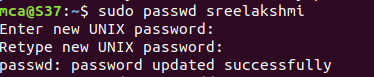 mca@S37:~$ sudo passwd sreelakshmi
Enter new UNIX password:
Retype new UNIX password:
passwd: password updated successfully